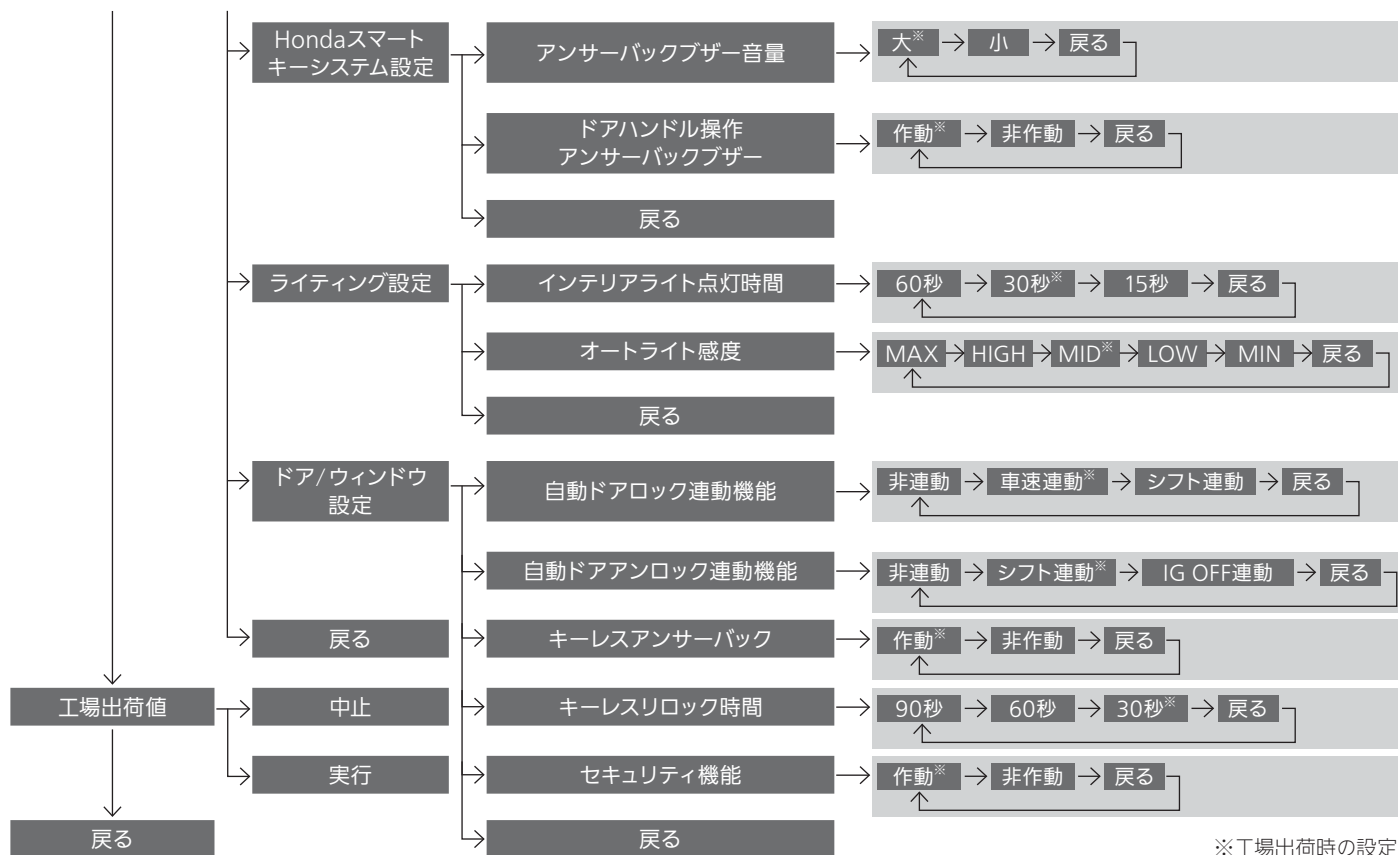 Hondaスマート
キーシステム設定
アンサーバックブザー音量
大※
小
戻る
ドアハンドル操作
アンサーバックブザー
作動※
非作動
戻る
戻る
ライティング設定
インテリアライト点灯時間
60秒
30秒※
15秒
戻る
オートライト感度
MAX
HIGH
MID※
LOW
MIN
戻る
戻る
ドア/ウィンドウ
設定
自動ドアロック連動機能
非連動
車速連動※
シフト連動
戻る
自動ドアアンロック連動機能
非連動
シフト連動※
IG OFF連動
戻る
戻る
キーレスアンサーバック
作動※
非作動
戻る
工場出荷値
中止
キーレスリロック時間
90秒
60秒
30秒※
戻る
実行
セキュリティ機能
作動※
非作動
戻る
戻る
戻る
※工場出荷時の設定